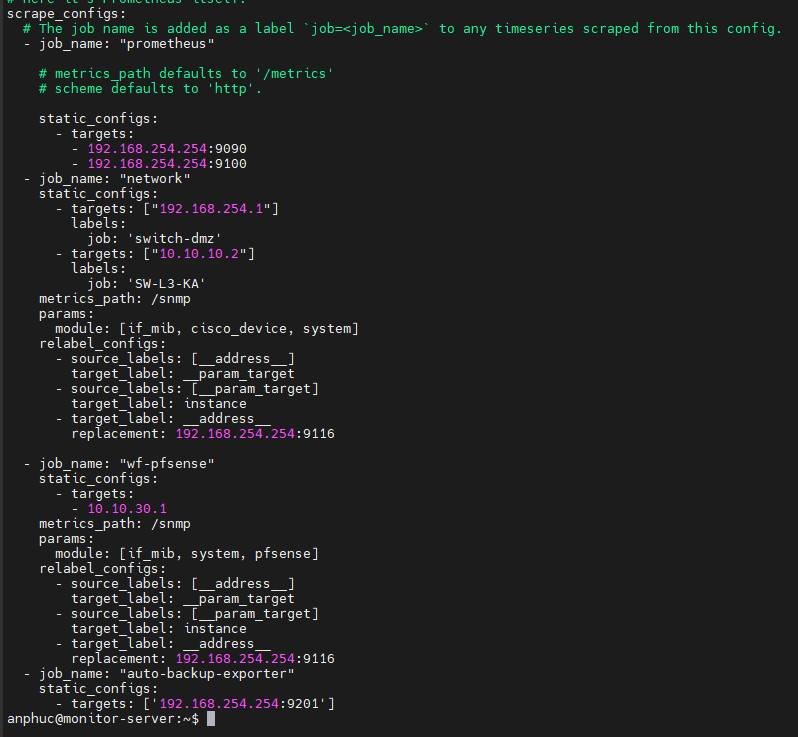 # Here it's Prometheus itself.
scrape_configs:
  # The job name is added as a label `job=<job_name>` to any timeseries scraped from this config.
  - job_name: "prometheus"

    # metrics_path defaults to '/metrics'
    # scheme defaults to 'http'.

    static_configs:
      - targets:
        - 192.168.254.254:9090
        - 192.168.254.254:9100
  - job_name: "network"
    static_configs:
      - targets: ["192.168.254.1"]
        labels:
          job: 'switch-dmz'
      - targets: ["10.10.10.2"]
        labels:
          job: 'SW-L3-KA'
    metrics_path: /snmp
    params:
      module: [if_mib, cisco_device, system]
    relabel_configs:
      - source_labels: [__address__]
        target_label: __param_target
      - source_labels: [__param_target]
        target_label: instance
      - target_label: __address__
        replacement: 192.168.254.254:9116

  - job_name: "wf-pfsense"
    static_configs:
      - targets:
        - 10.10.30.1
    metrics_path: /snmp
    params:
      module: [if_mib, system, pfsense]
    relabel_configs:
      - source_labels: [__address__]
        target_label: __param_target
      - source_labels: [__param_target]
        target_label: instance
      - target_label: __address__
        replacement: 192.168.254.254:9116
  - job_name: "auto-backup-exporter"
    static_configs:
      - targets: ['192.168.254.254:9201']
anphuc@monitor-server:~$